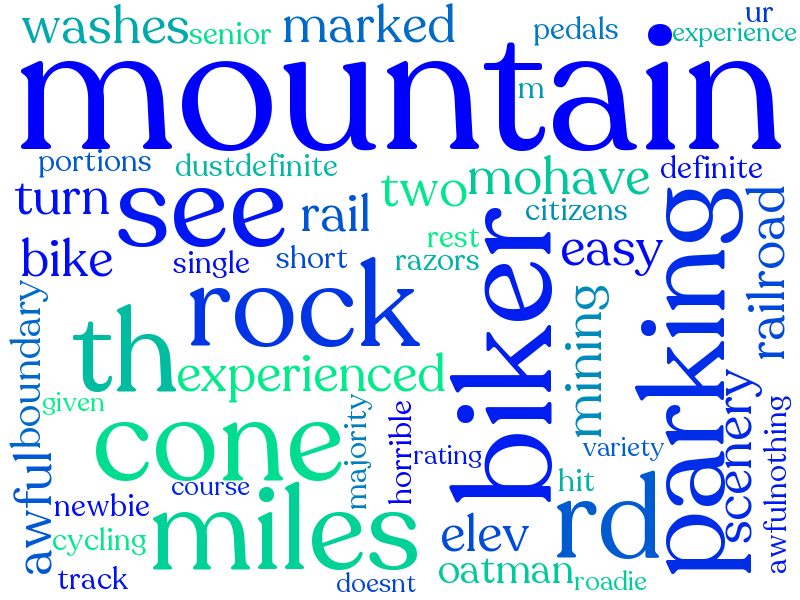 washes senior marked pedals ur experience
mountain m
portions dustdefinite definite
turn see rail two mohave citizens
bike single short rest razors easy
rock biker mining parking railroad
boundary th experienced
given cone majority horrible rating variety scenery
awful newbie course miles hit awfulnothing
cycling elev rd
track doesnt oatman roadie